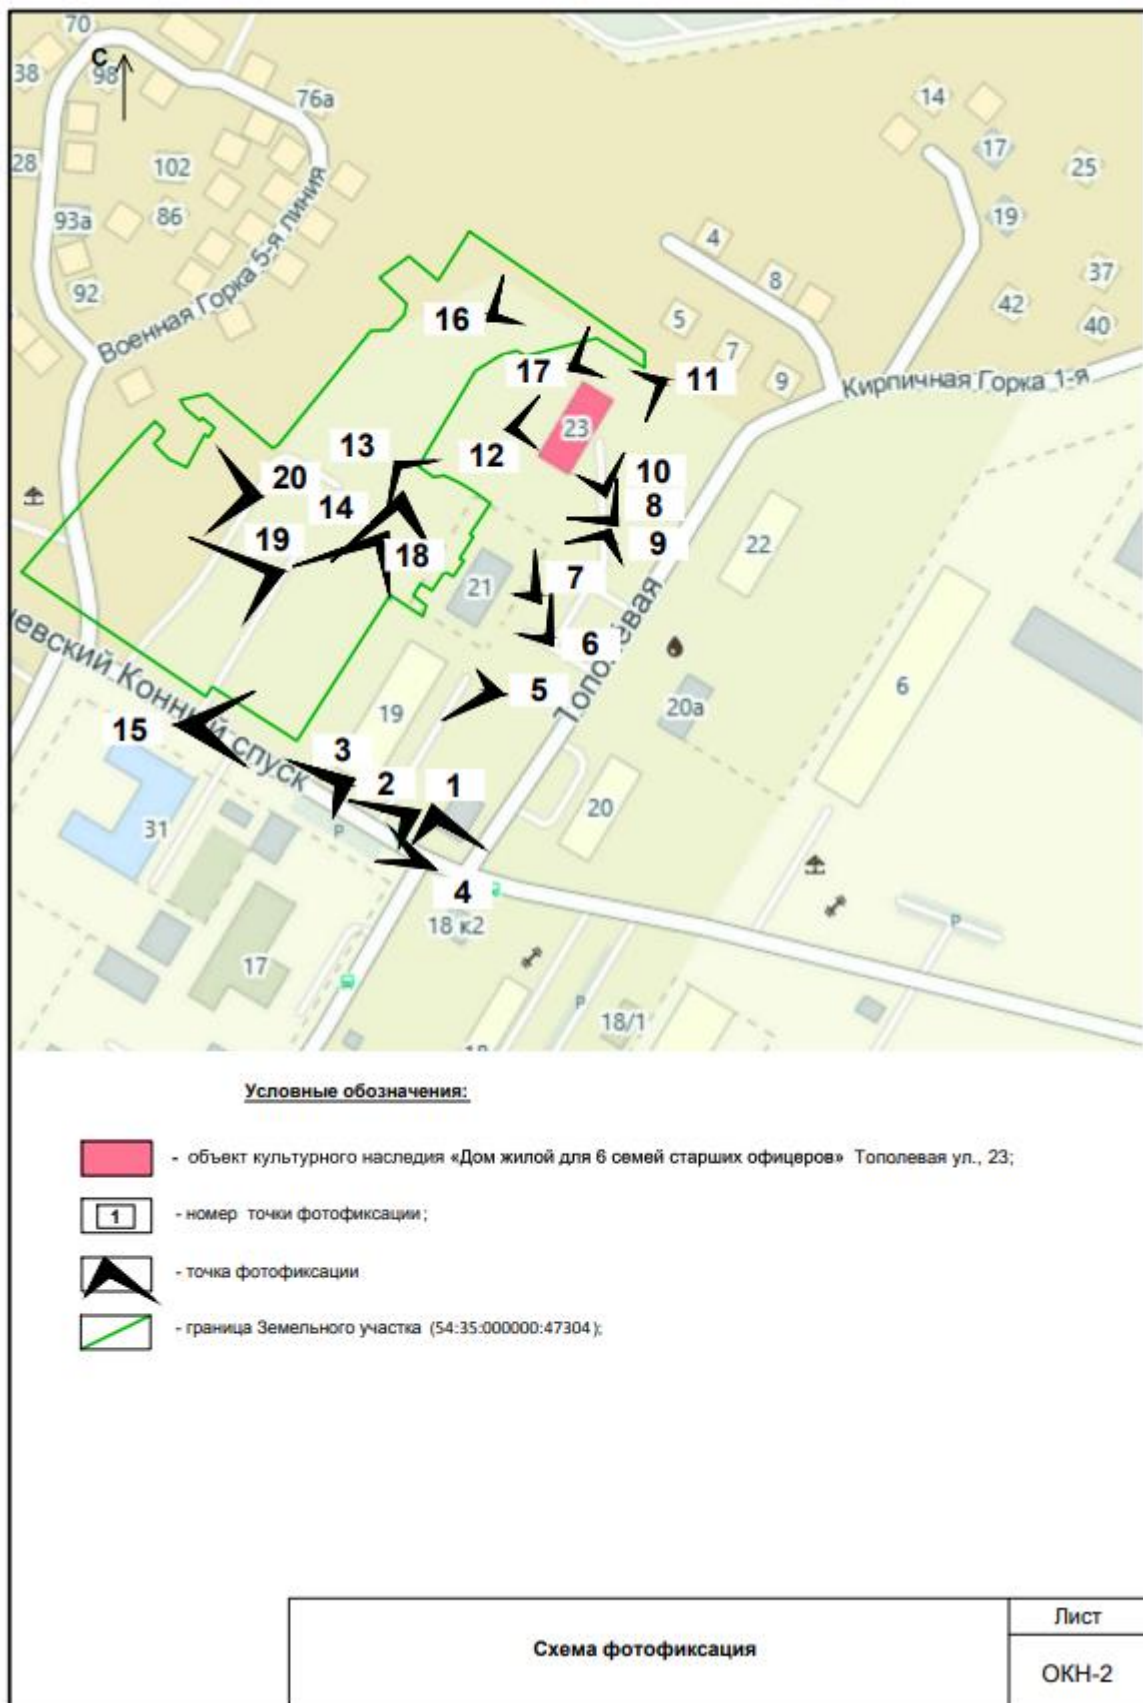 70
С
38
98
76а
14
17
25
28
102
93а
86
19
4
37
Военная Горка 5-я линия
92
8
42
40
16
5
7
17
11
9
Кирпичная Горка 1-я
23
13
12
10
20
14
8
19
18
9
22
21
7
6
Тополевая
5
20а
6
19
15
Конный спуск
3
2
1
20
31
P
4
18 к2
P
17
P
18/1
Условные обозначения:
- объект культурного наследия «Дом жилой для 6 семей старших офицеров» Тополевая ул., 23;
1
- номер точки фотофиксации;
- точка фотофиксации
- граница Земельного участка (54:35:000000:47304);
Лист
Схема фотофиксация
ОКН-2